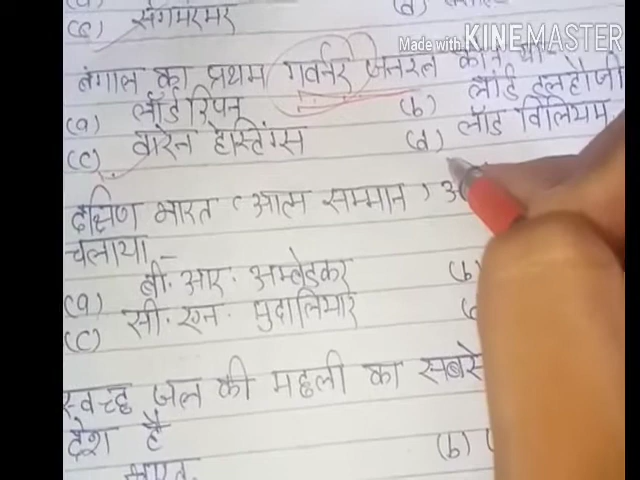 (c) संगमरमर (d)
Made with KINEMASTER
बंगाल का प्रथम गवर्नर जनरल कौन था-
(a) लॉर्ड रिपन (b) लॉर्ड डलहौजी
(c) वारेन हेस्टिंग्स (d) लॉर्ड विलियम
दक्षिण भारत 'आत्म सम्मान'
चलाया -
(a) बी. आर. अम्बेडकर (b)
(c) सी. एन. मुदालियार
स्वच्छ जल की मछली का सबसे
देश है
भारत (b)